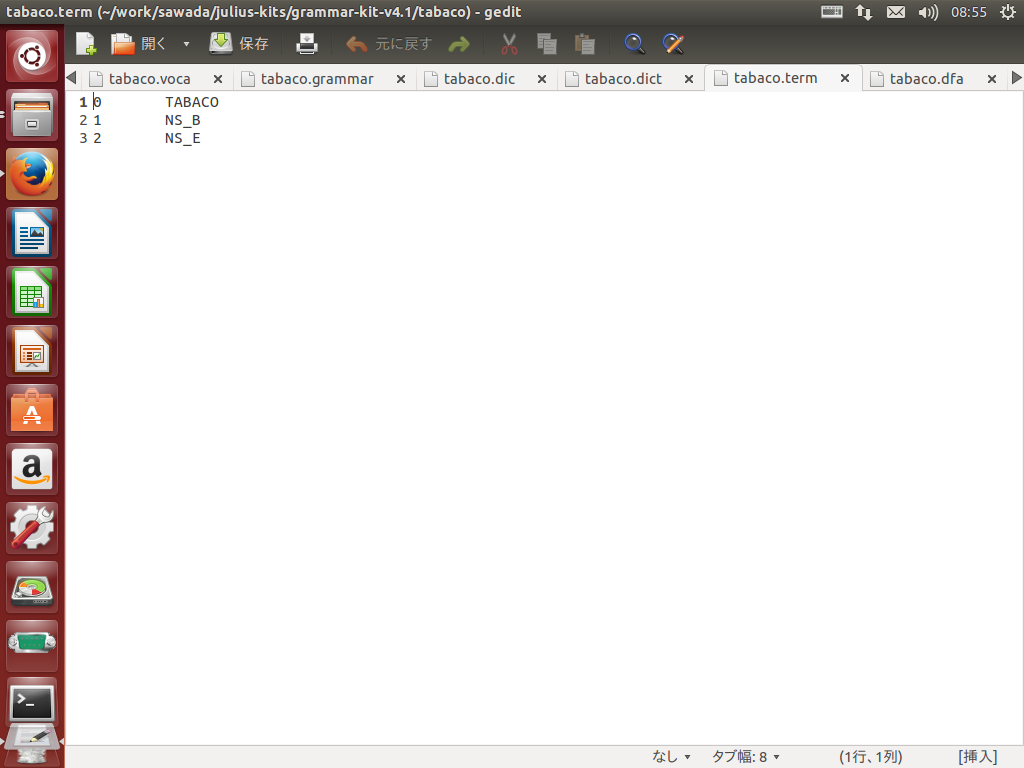 tabaco.term (~/work/sawada/julius-kits/grammar-kit-v4.1/tabaco) - gedit
08:55
開く
保存
元に戻す
tabaco.voca
tabaco.grammar
tabaco.dic
tabaco.dict
tabaco.term
tabaco.dfa
1 0 TABACO
2 1 NS_B
3 2 NS_E
なし
タブ幅: 8
(1行、1列)
[挿入]